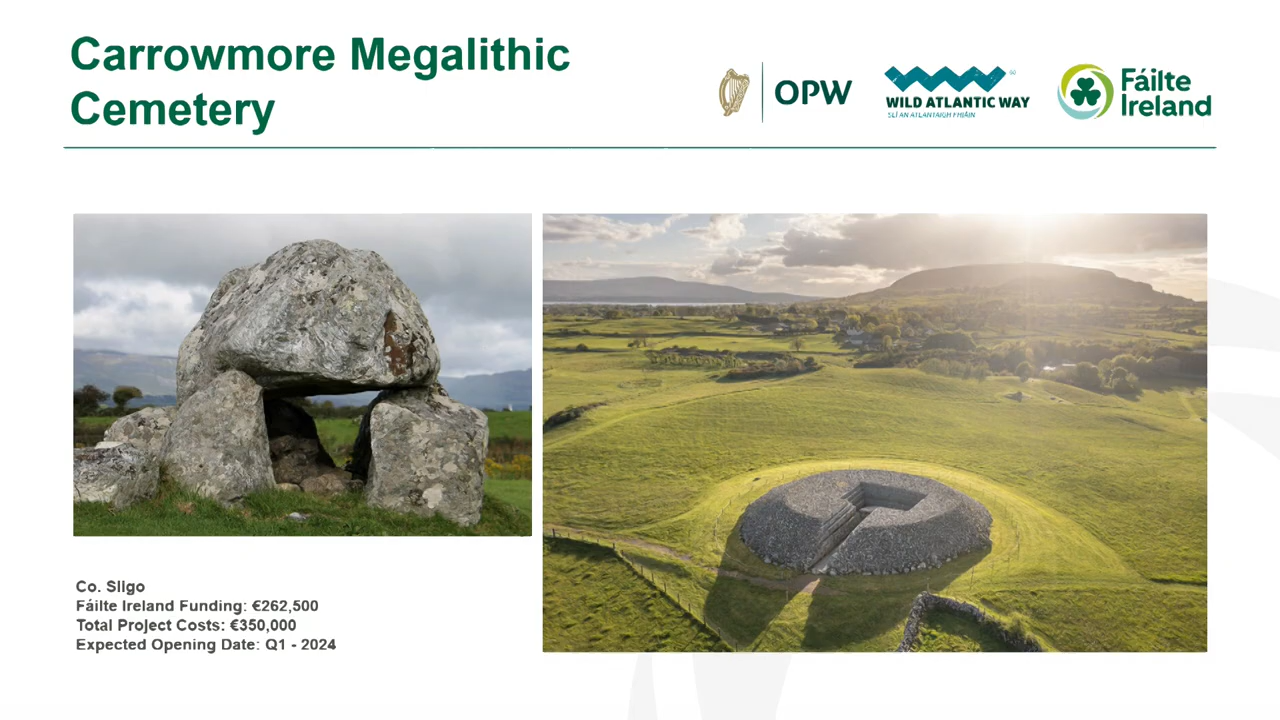 Carrowmore Megalithic
Cemetery
OPW
WILD ATLANTIC WAY
SLÍ AN ATLANTAIGH FHIÁIN
Fáilte
Ireland
Co. Sligo
Fáilte Ireland Funding: €262,500
Total Project Costs: €350,000
Expected Opening Date: Q1 - 2024